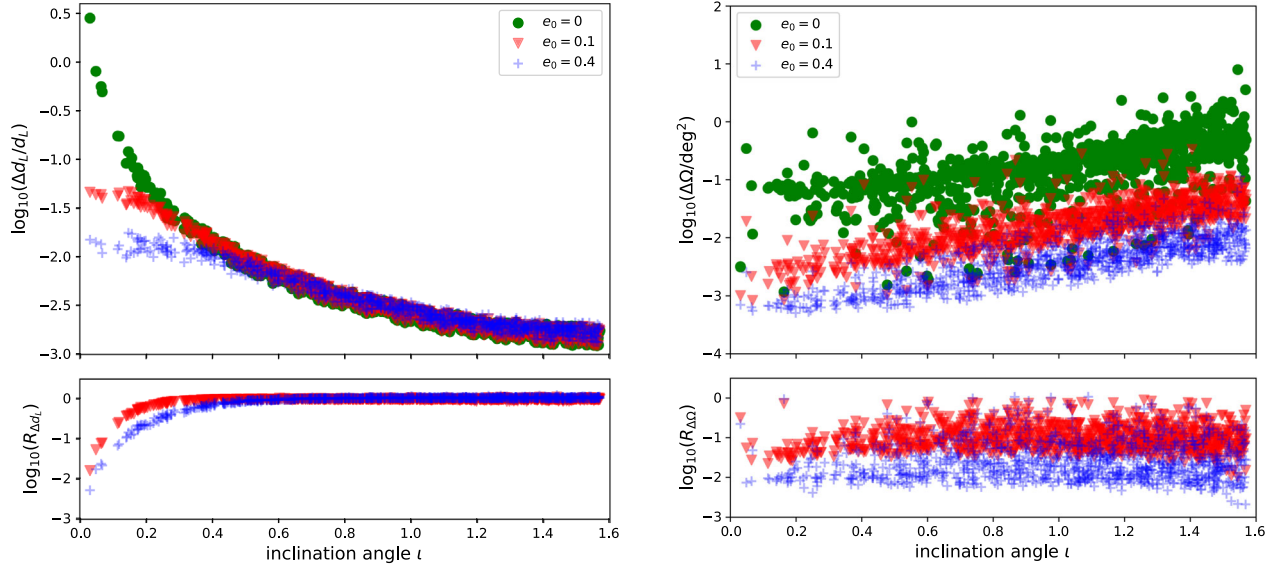 0.5
0.0
−0.5
−1.0
−1.5
−2.0
−2.5
−3.0
log₁₀(Δd_L/d_L)
e₀ = 0
e₀ = 0.1
e₀ = 0.4
0
−1
−2
−3
log₁₀(R_Δd_L)
0.0 0.2 0.4 0.6 0.8 1.0 1.2 1.4 1.6
inclination angle ι
2
1
0
−1
−2
−3
−4
log₁₀(ΔΩ/deg²)
e₀ = 0
e₀ = 0.1
e₀ = 0.4
0
−1
−2
−3
log₁₀(R_ΔΩ)
0.0 0.2 0.4 0.6 0.8 1.0 1.2 1.4 1.6
inclination angle ι